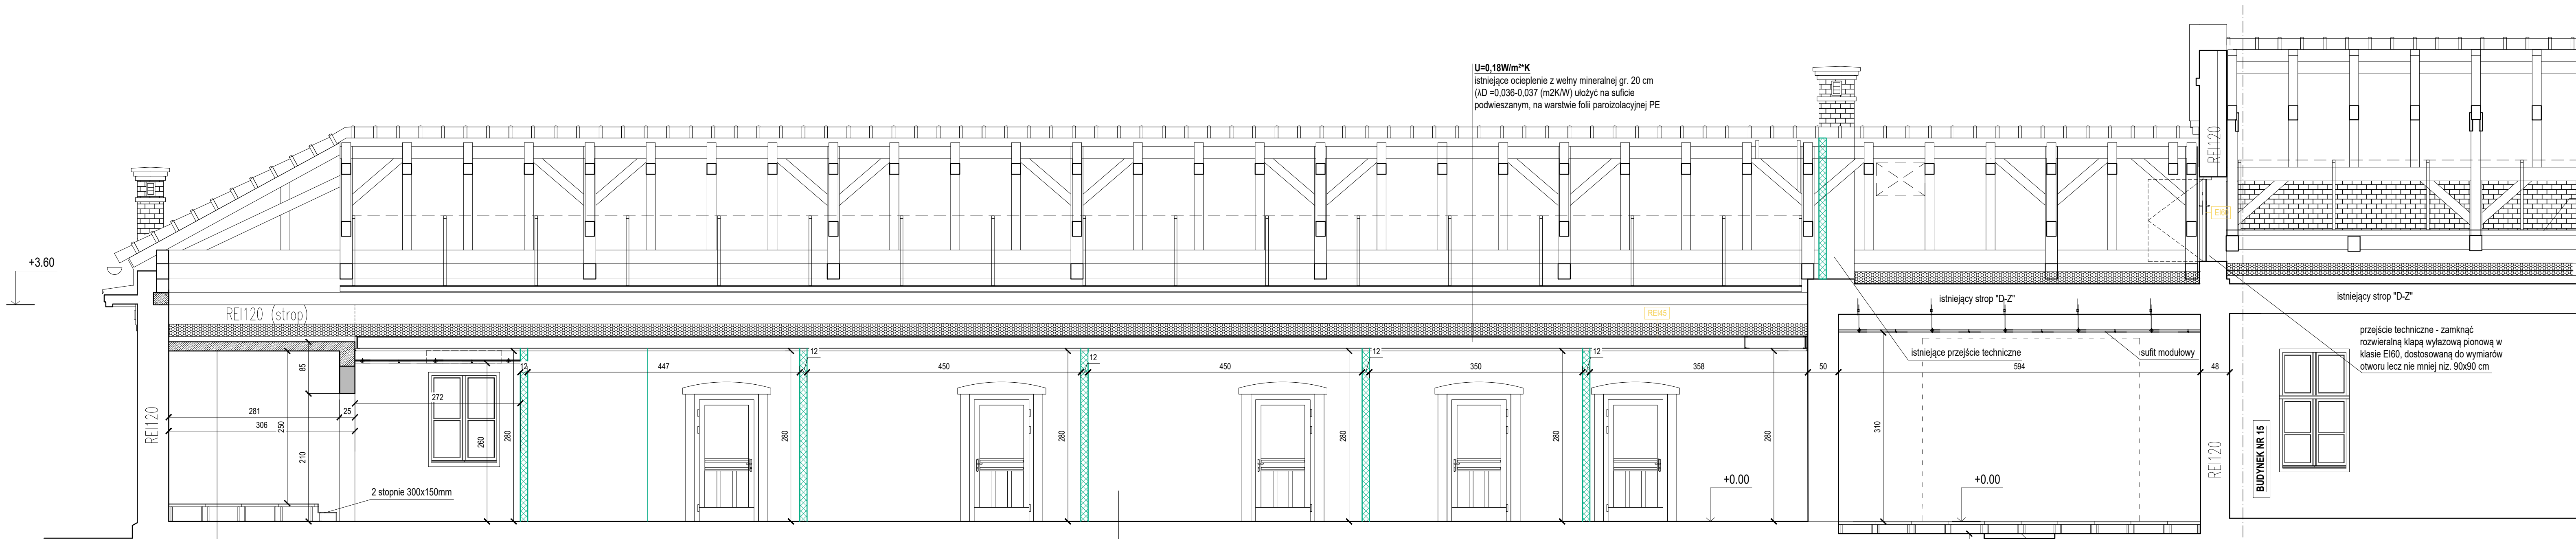 U=0,18W/m²*K
istniejące ocieplenie z wełny mineralnej gr. 20 cm
(λD =0,036-0,037 (m2K/W) ułożyć na suficie
podwieszanym, na warstwie folii paroizolacyjnej PE
REI120
EI60
+3.60
REI120 (strop)
REI45
istniejący strop "D-Z"
istniejący strop "D-Z"
przejście techniczne - zamknąć
rozwieralną klapą wyłazową pionową w
klasie EI60, dostosowaną do wymiarów
otworu lecz nie mniej niz. 90x90 cm
istniejące przejście techniczne
sufit modułowy
12
12
12
12
85
12
447
450
450
350
358
50
594
48
272
281
25
306
250
210
260
280
280
280
280
280
280
310
REI120
REI120
BUDYNEK NR 15
2 stopnie 300x150mm
+0.00
+0.00